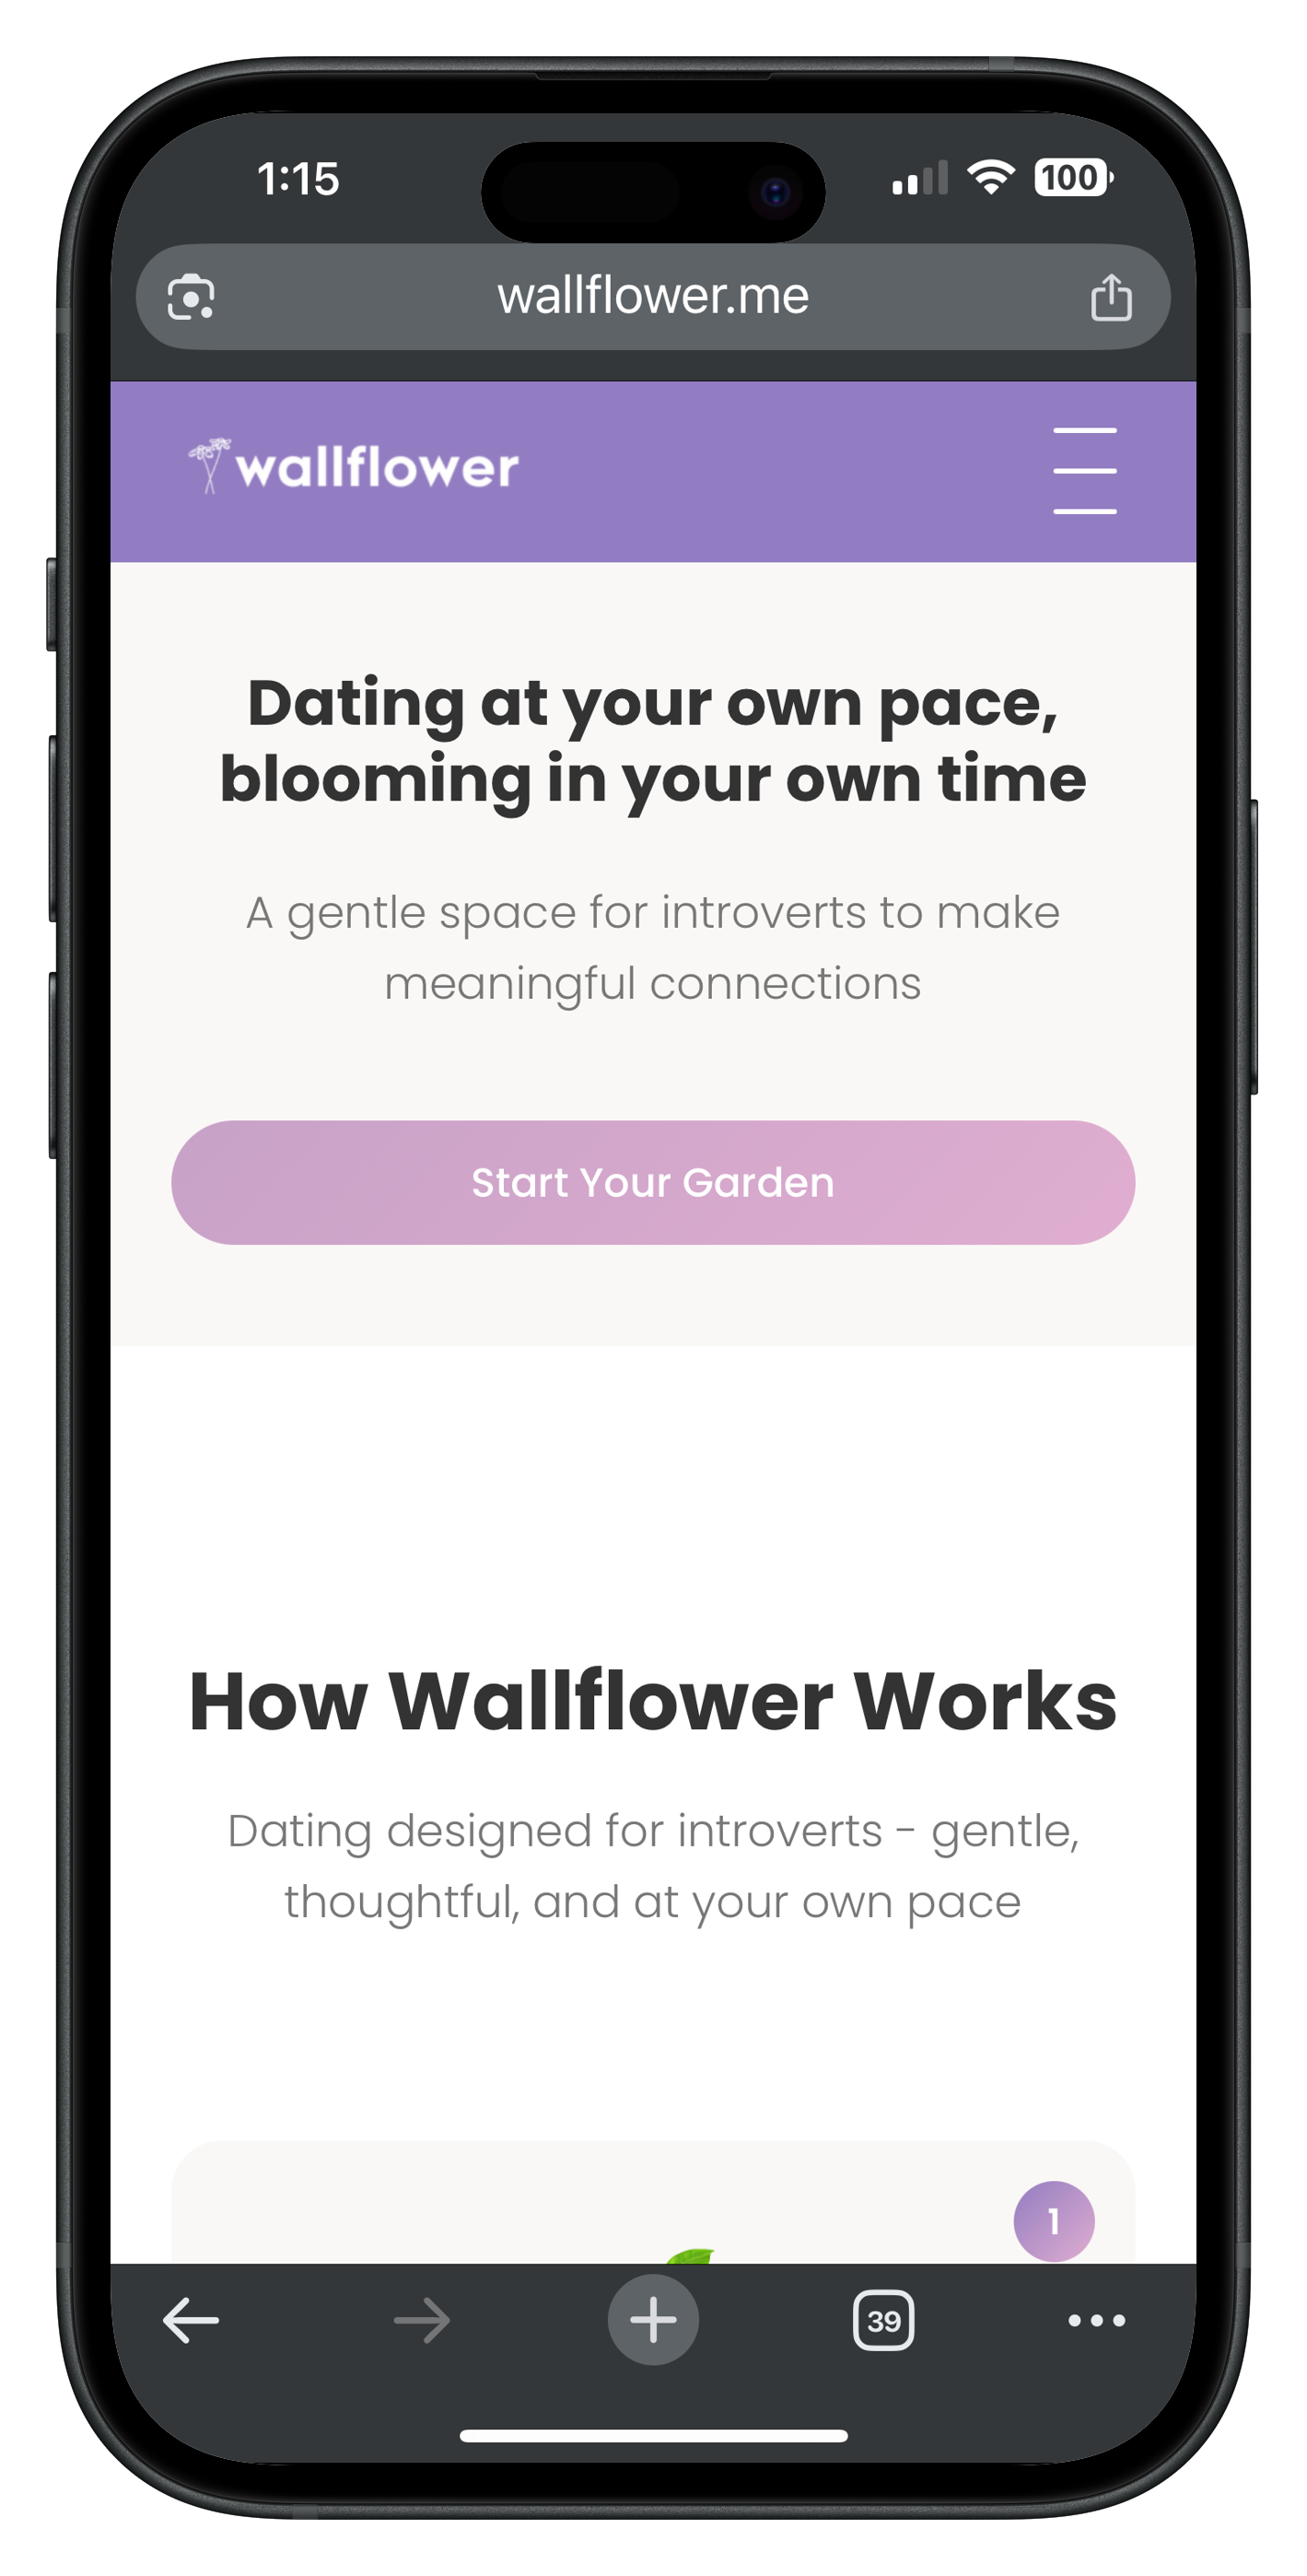 1:15
100
wallflower.me
wallflower
Dating at your own pace,
blooming in your own time
A gentle space for introverts to make
meaningful connections
Start Your Garden
How Wallflower Works
Dating designed for introverts - gentle,
thoughtful, and at your own pace
1
39